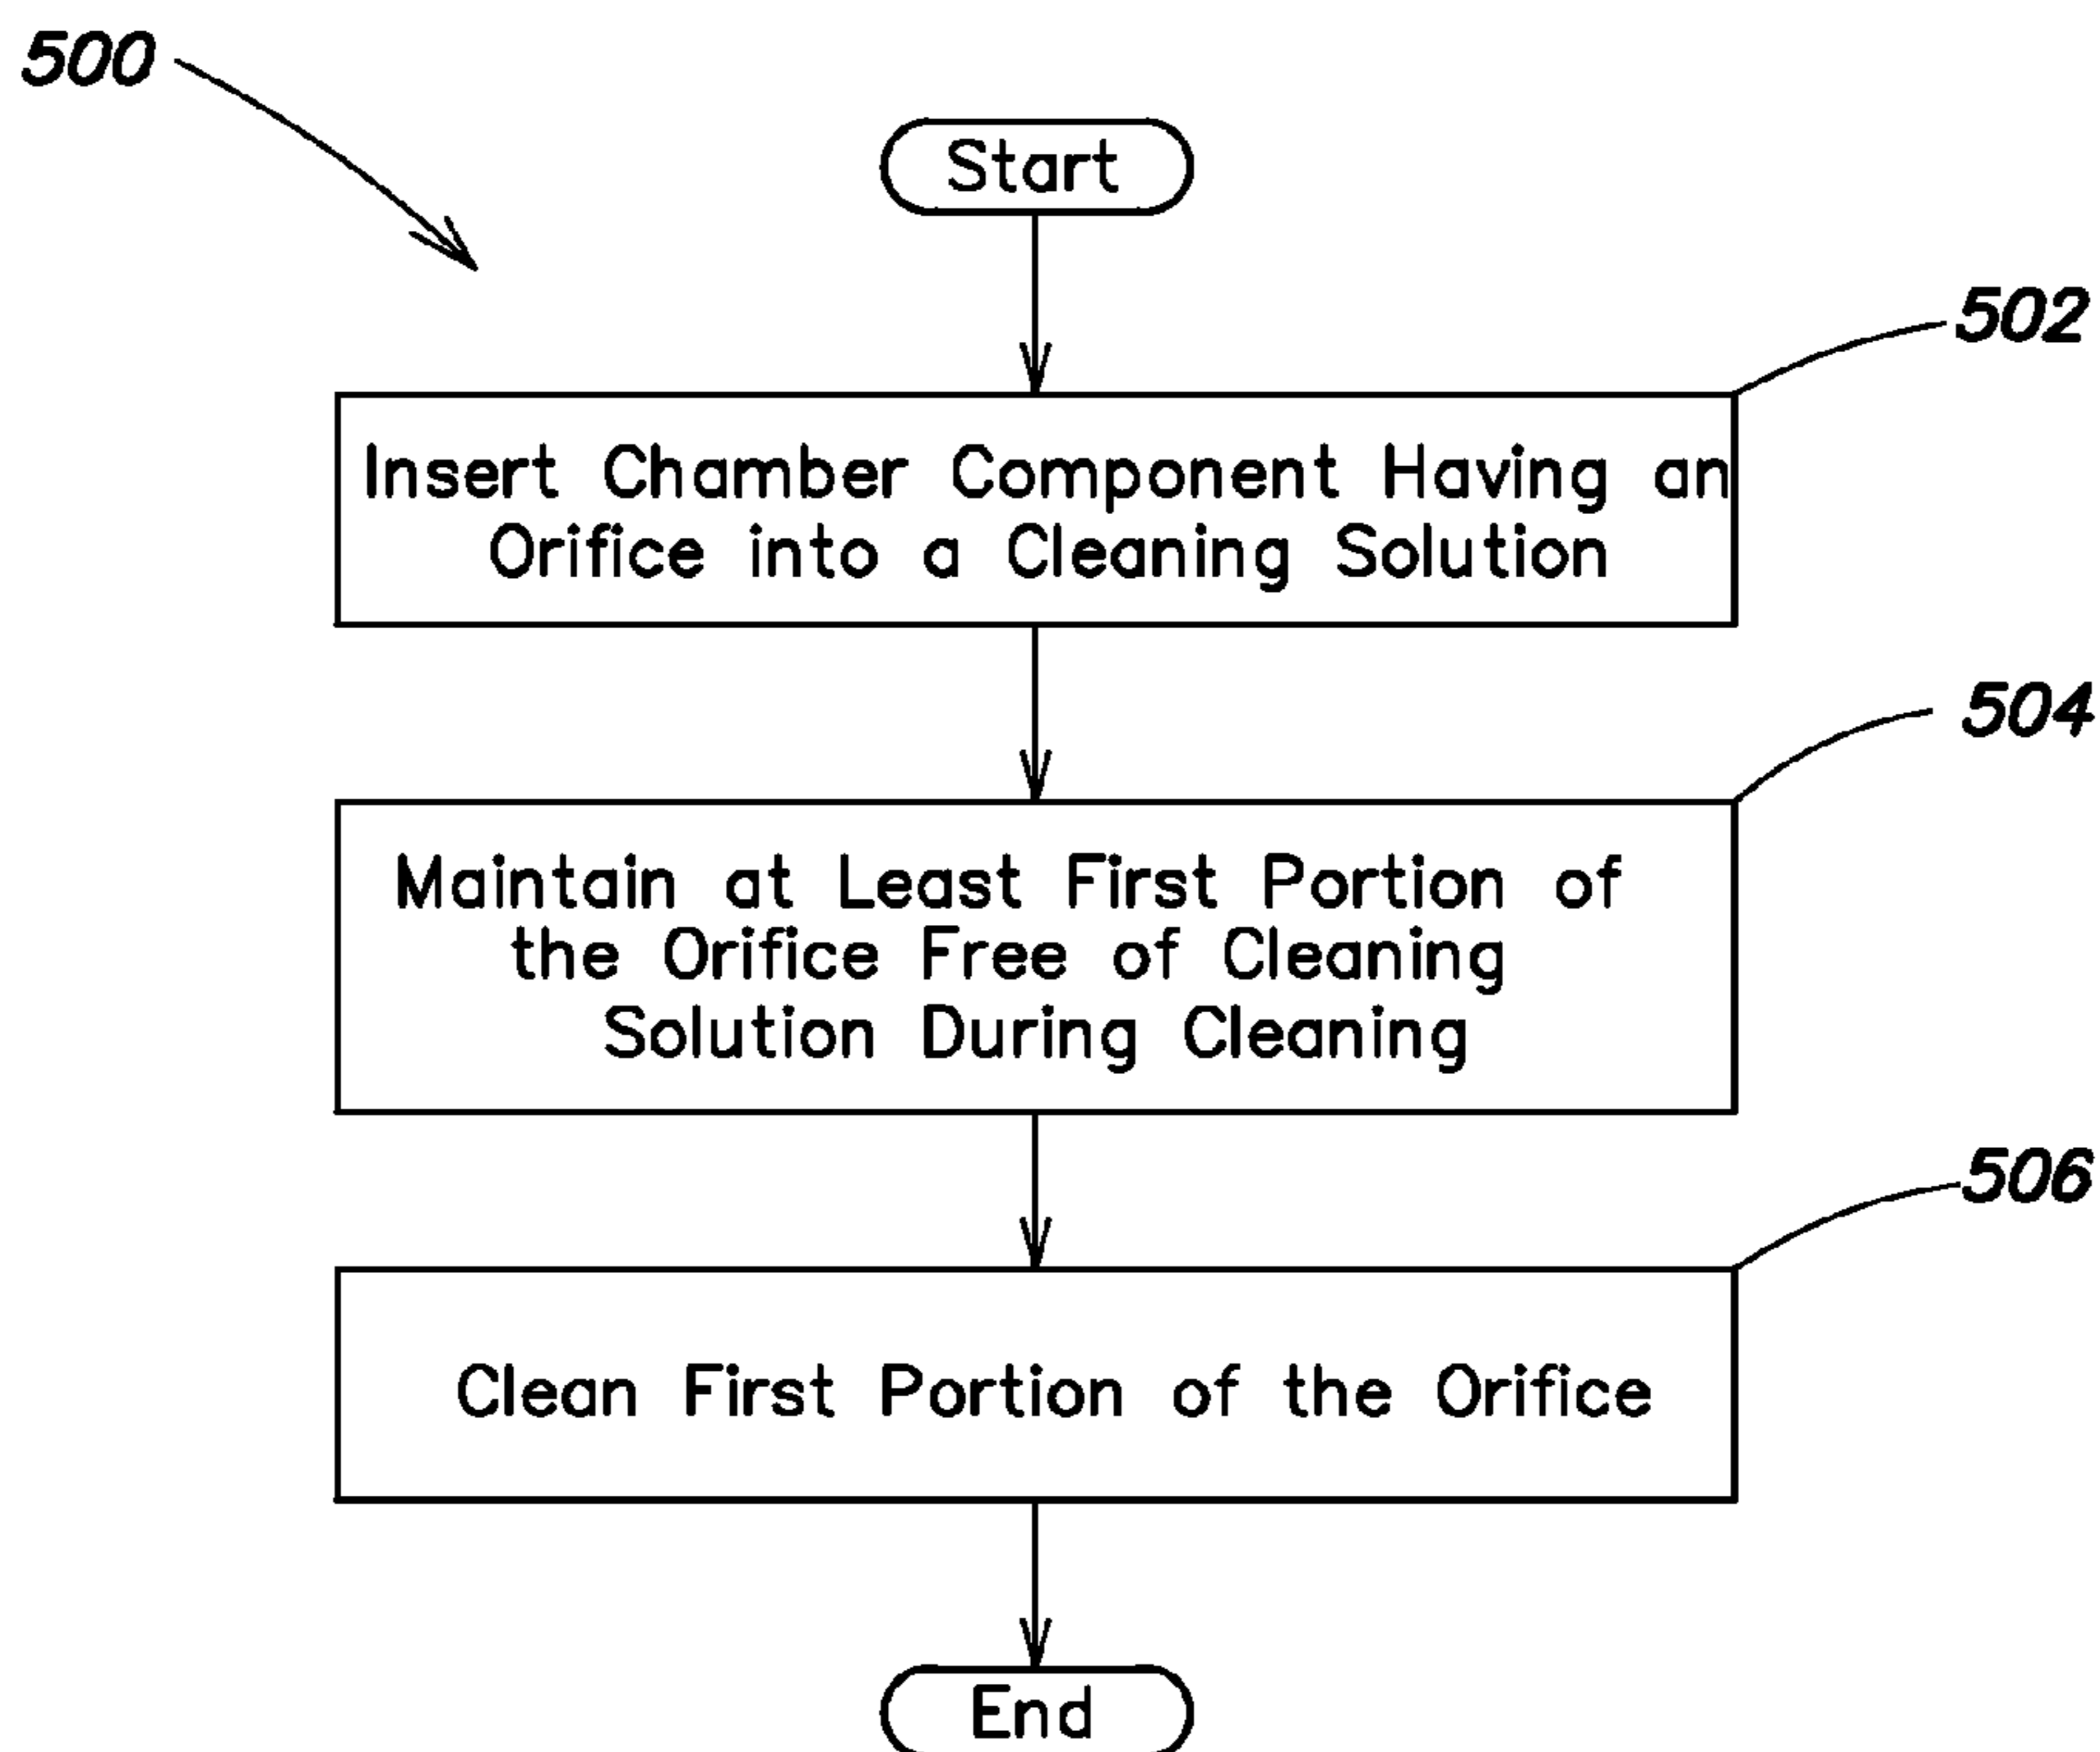 500
Start
502
Insert Chamber Component Having an
Orifice into a Cleaning Solution
504
Maintain at Least First Portion of
the Orifice Free of Cleaning
Solution During Cleaning
506
Clean First Portion of the Orifice
End